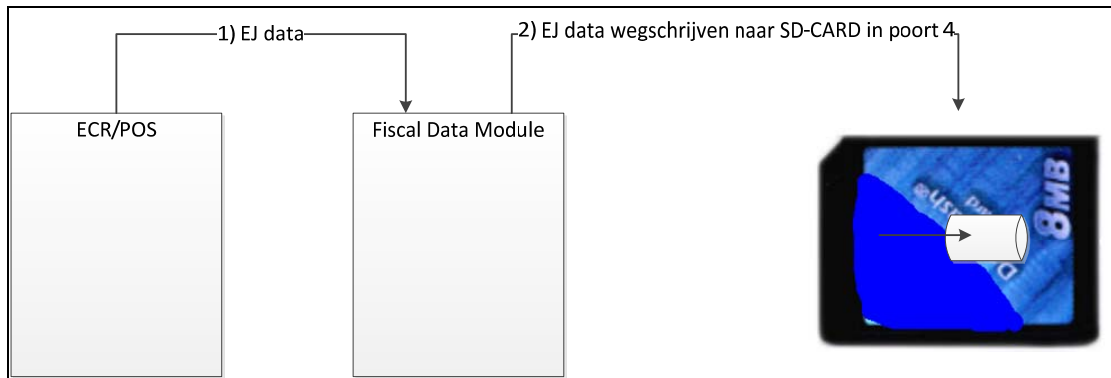 1) EJ data
2) EJ data wegschrijven naar SD-CARD in poort 4
ECR/POS
Fiscal Data Module
8MB